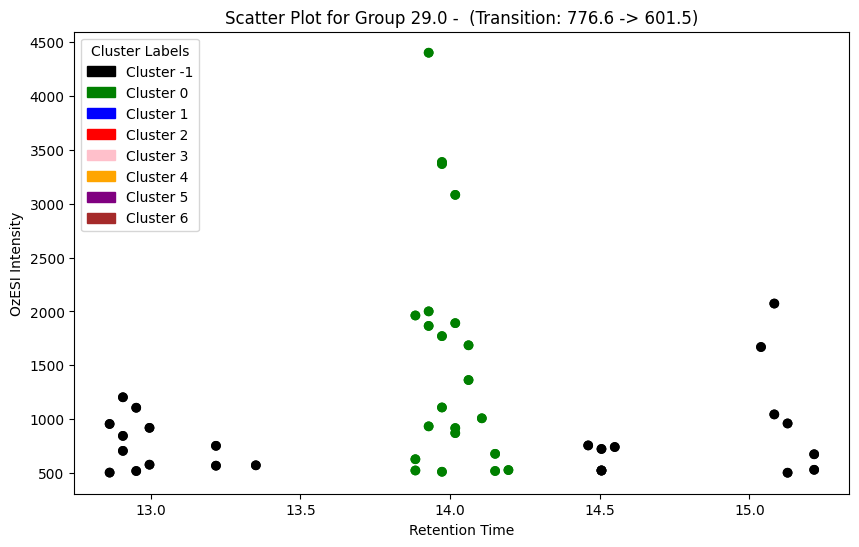 Scatter Plot for Group 29.0 -  (Transition: 776.6 -> 601.5)
Cluster Labels
Cluster -1
Cluster 0
Cluster 1
Cluster 2
Cluster 3
Cluster 4
Cluster 5
Cluster 6
4500
4000
3500
3000
2500
2000
1500
1000
500
OzESI Intensity
13.0 13.5 14.0 14.5 15.0
Retention Time